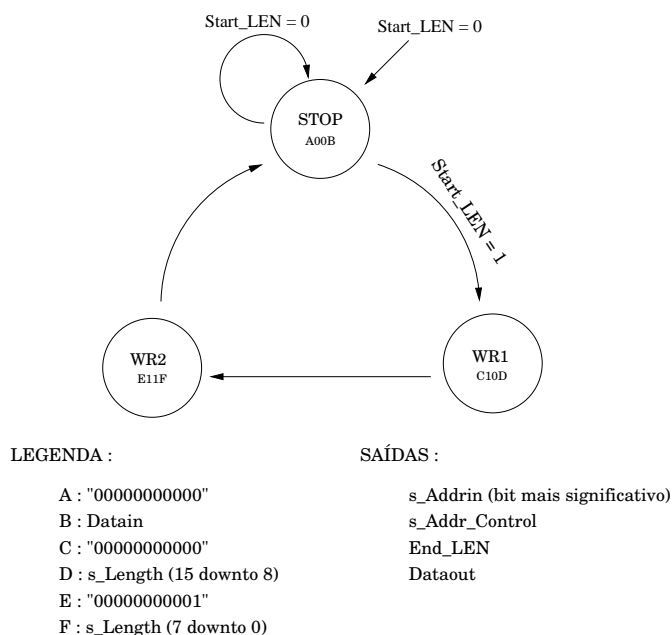 Start_LEN = 0
Start_LEN = 0
STOP
A00B
Start_LEN = 1
WR2
E11F
WR1
C10D
LEGENDA :
A : "00000000000"
B : Datain
C : "00000000000"
D : s_Length (15 downto 8)
E : "00000000001"
F : s_Length (7 downto 0)
SAÍDAS :
s_Addrin (bit mais significativo)
s_Addr_Control
End_LEN
Dataout